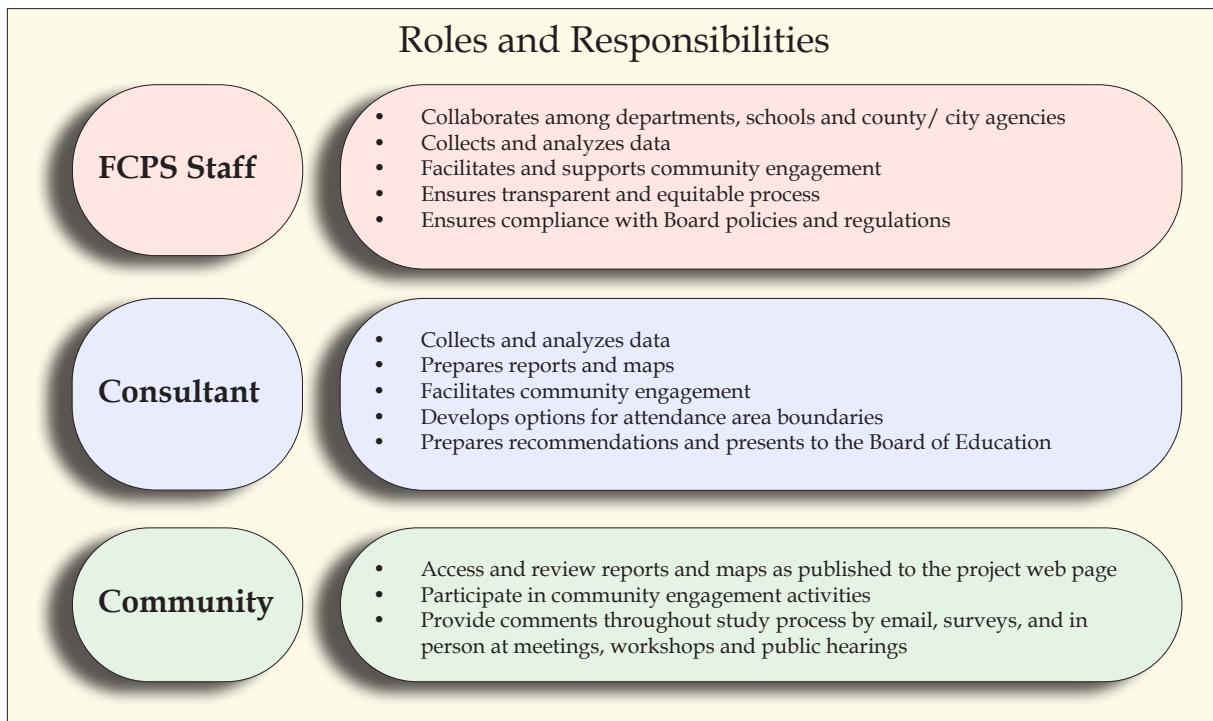 Roles and Responsibilities
FCPS Staff
• Collaborates among departments, schools and county/ city agencies
• Collects and analyzes data
• Facilitates and supports community engagement
• Ensures transparent and equitable process
• Ensures compliance with Board policies and regulations
Consultant
• Collects and analyzes data
• Prepares reports and maps
• Facilitates community engagement
• Develops options for attendance area boundaries
• Prepares recommendations and presents to the Board of Education
Community
• Access and review reports and maps as published to the project web page
• Participate in community engagement activities
• Provide comments throughout study process by email, surveys, and in
person at meetings, workshops and public hearings